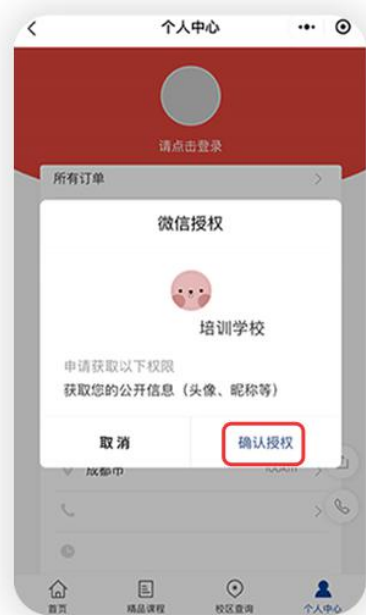 个人中心
请点击登录
所有订单
微信授权
培训学校
申请获取以下权限
获取您的公开信息（头像、昵称等）
取消
确认授权
成都市
100km
首页
精品课程
校区查询
个人中心